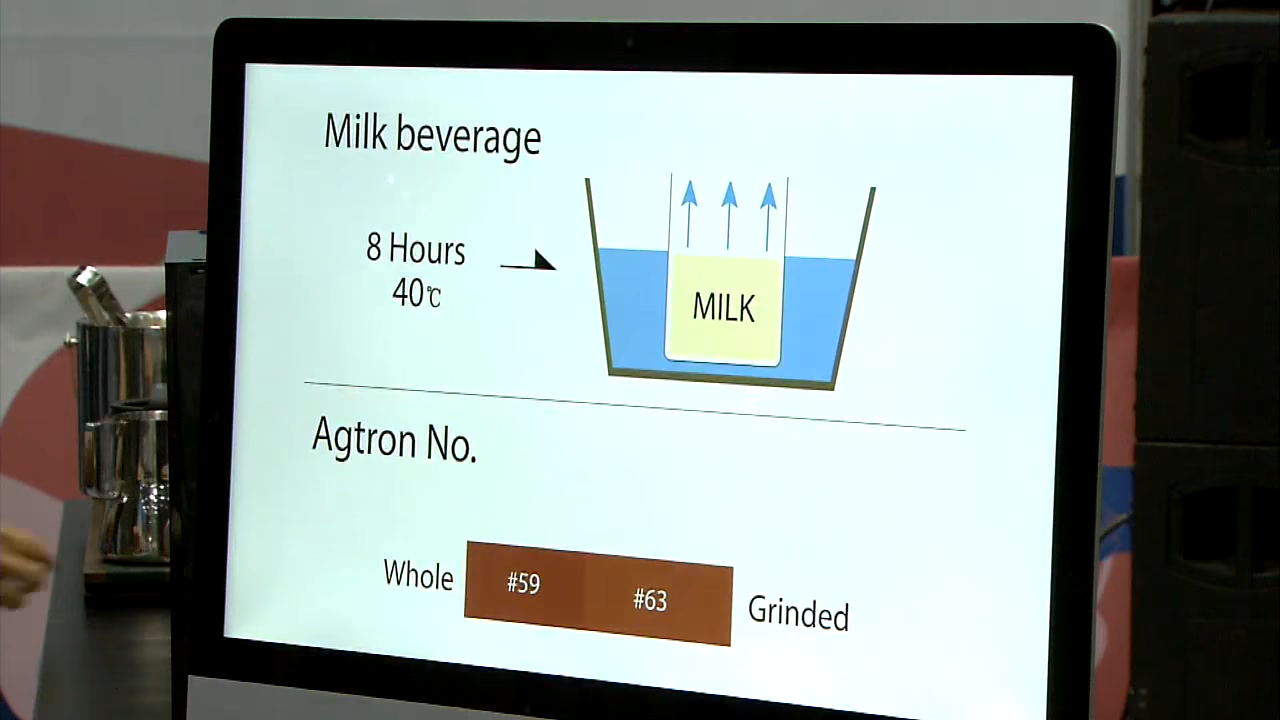 Milk beverage
8 Hours
40℃
MILK
Agtron No.
Whole
#59
#63
Grinded